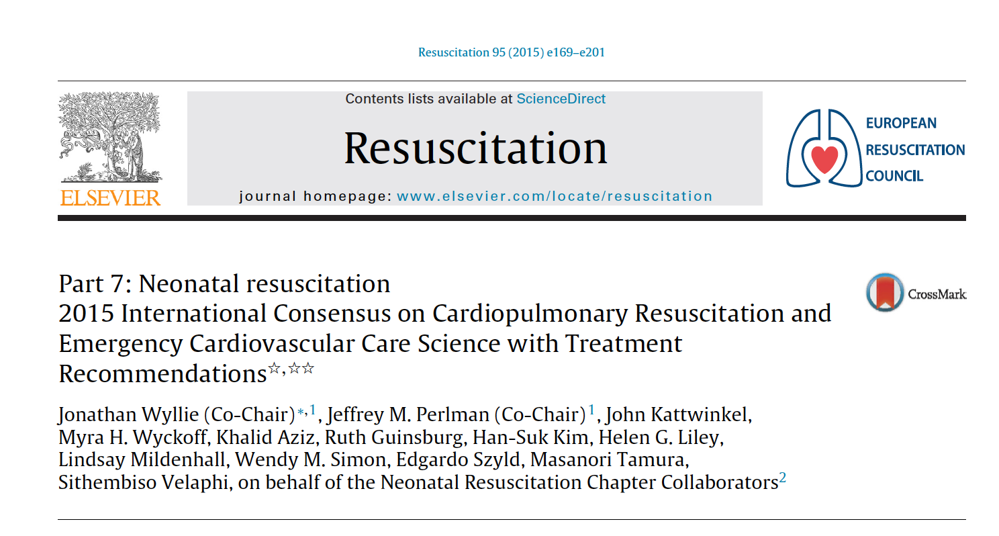 Resuscitation 95 (2015) e169–e201
Contents lists available at ScienceDirect
Resuscitation
journal homepage: www.elsevier.com/locate/resuscitation
ELSEVIER
EUROPEAN
RESUSCITATION
COUNCIL
Part 7: Neonatal resuscitation
2015 International Consensus on Cardiopulmonary Resuscitation and
Emergency Cardiovascular Care Science with Treatment
Recommendations☆,☆☆
CrossMark
Jonathan Wyllie (Co-Chair)*,1, Jeffrey M. Perlman (Co-Chair)1, John Kattwinkel,
Myra H. Wyckoff, Khalid Aziz, Ruth Guinsburg, Han-Suk Kim, Helen G. Liley,
Lindsay Mildenhall, Wendy M. Simon, Edgardo Szyld, Masanori Tamura,
Sithembiso Velaphi, on behalf of the Neonatal Resuscitation Chapter Collaborators2